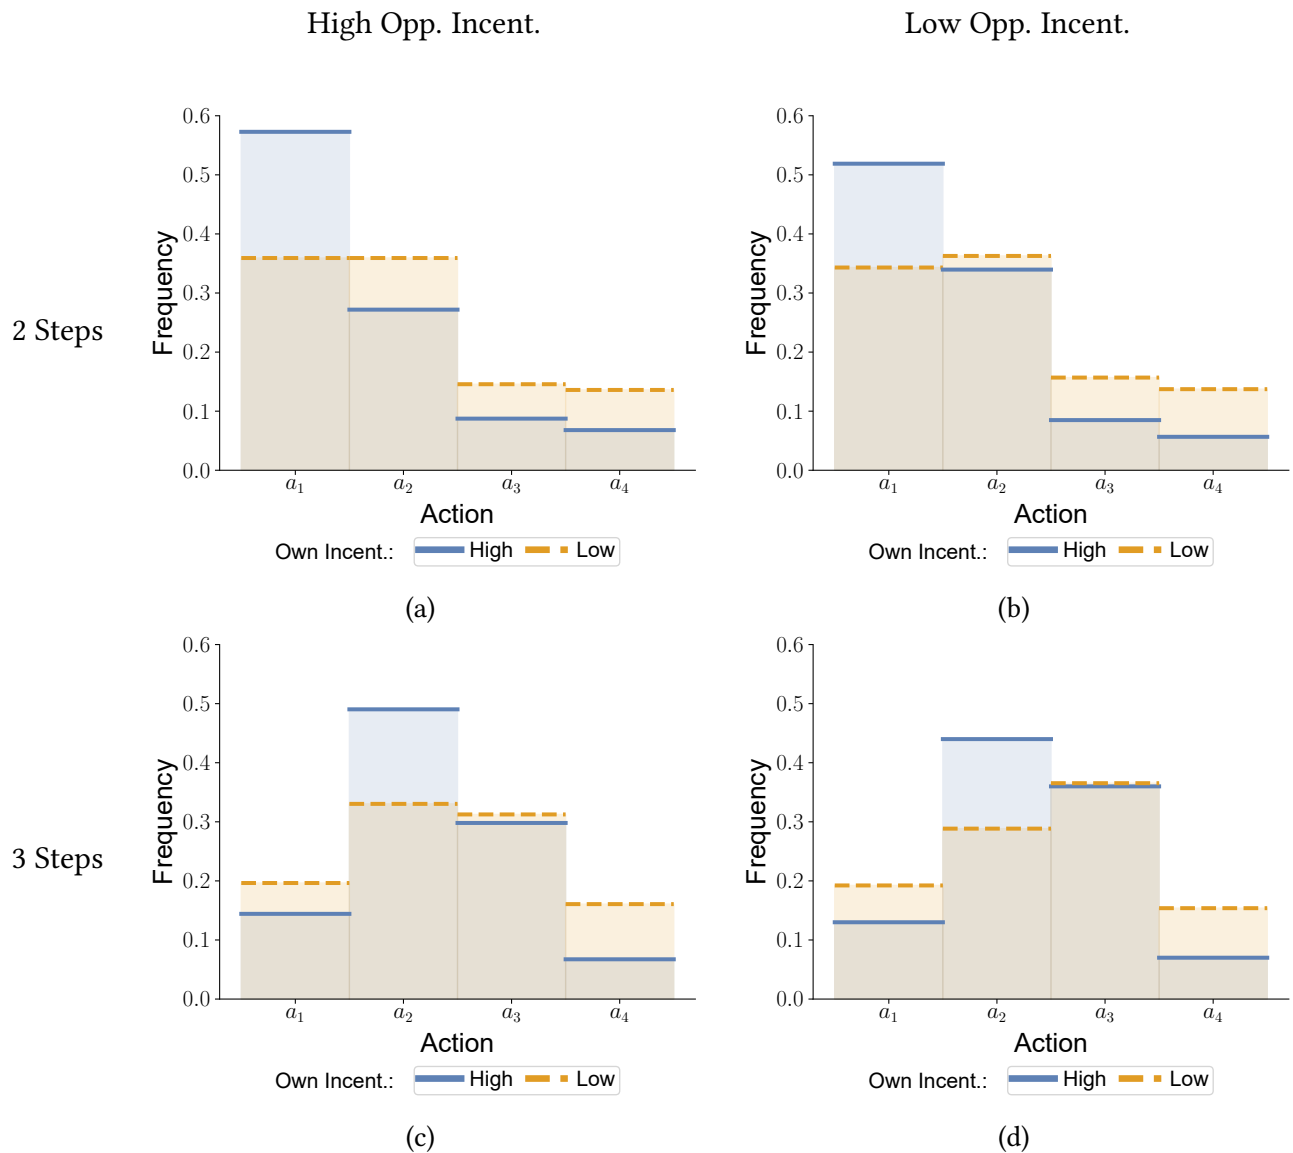 High Opp. Incent.
Low Opp. Incent.
2 Steps
Frequency
0.6
0.5
0.4
0.3
0.2
0.1
0.0
a1 a2 a3 a4
Action
Own Incent.: High Low
(a)
Frequency
0.6
0.5
0.4
0.3
0.2
0.1
0.0
a1 a2 a3 a4
Action
Own Incent.: High Low
(b)
3 Steps
Frequency
0.6
0.5
0.4
0.3
0.2
0.1
0.0
a1 a2 a3 a4
Action
Own Incent.: High Low
(c)
Frequency
0.6
0.5
0.4
0.3
0.2
0.1
0.0
a1 a2 a3 a4
Action
Own Incent.: High Low
(d)